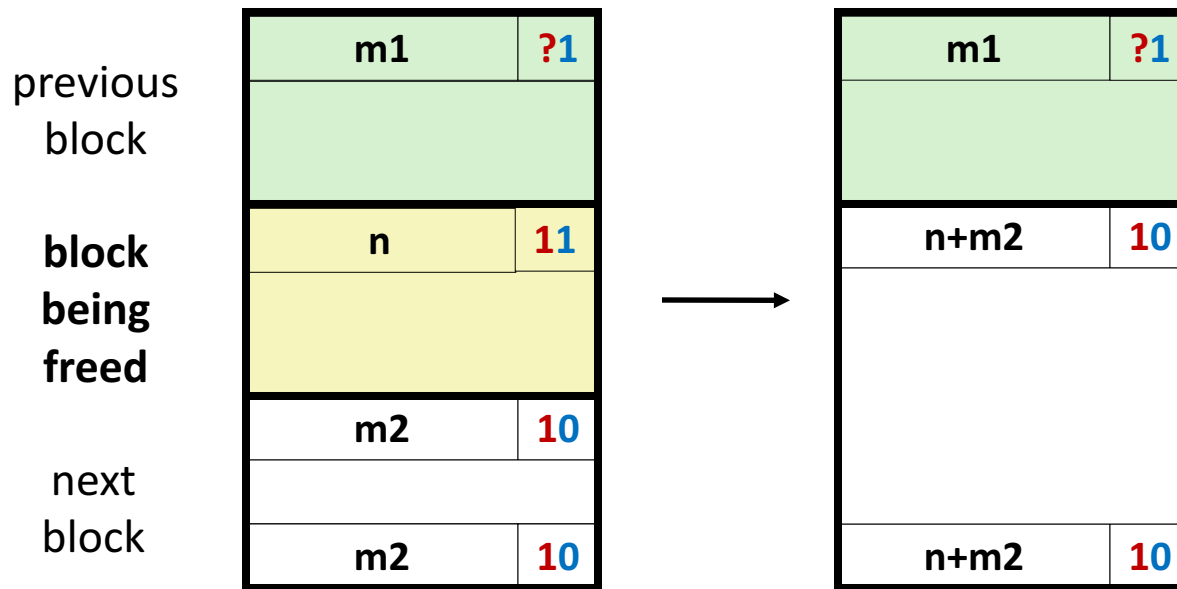 previous
block
block
being
freed
next
block
m1 ?1
n 11
m2 10
m2 10
m1 ?1
n+m2 10
n+m2 10